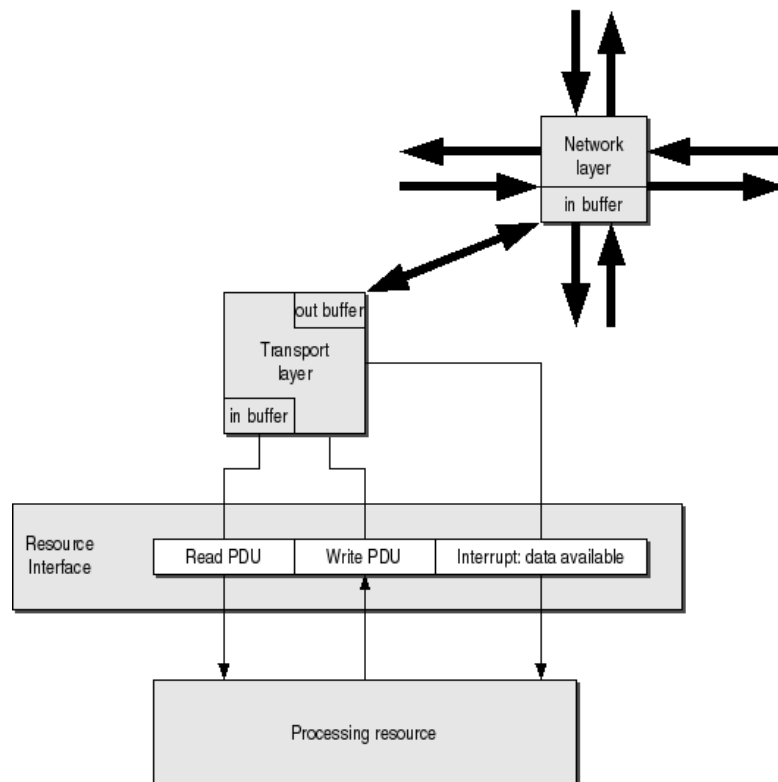 Network
layer
in buffer
out buffer
Transport
layer
in buffer
Resource
Interface
Read PDU
Write PDU
Interrupt: data available
Processing resource